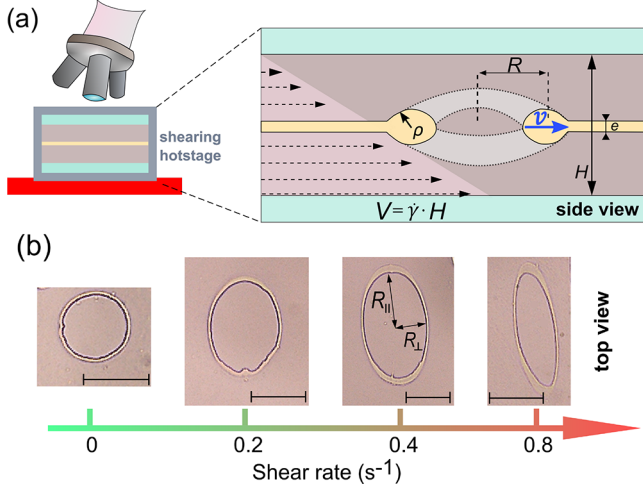 (a)
shearing
hotstage
R
ρ
v
e
H
V = γ̇ · H
side view
(b)
R||
R⊥
top view
0
0.2
0.4
0.8
Shear rate (s⁻¹)